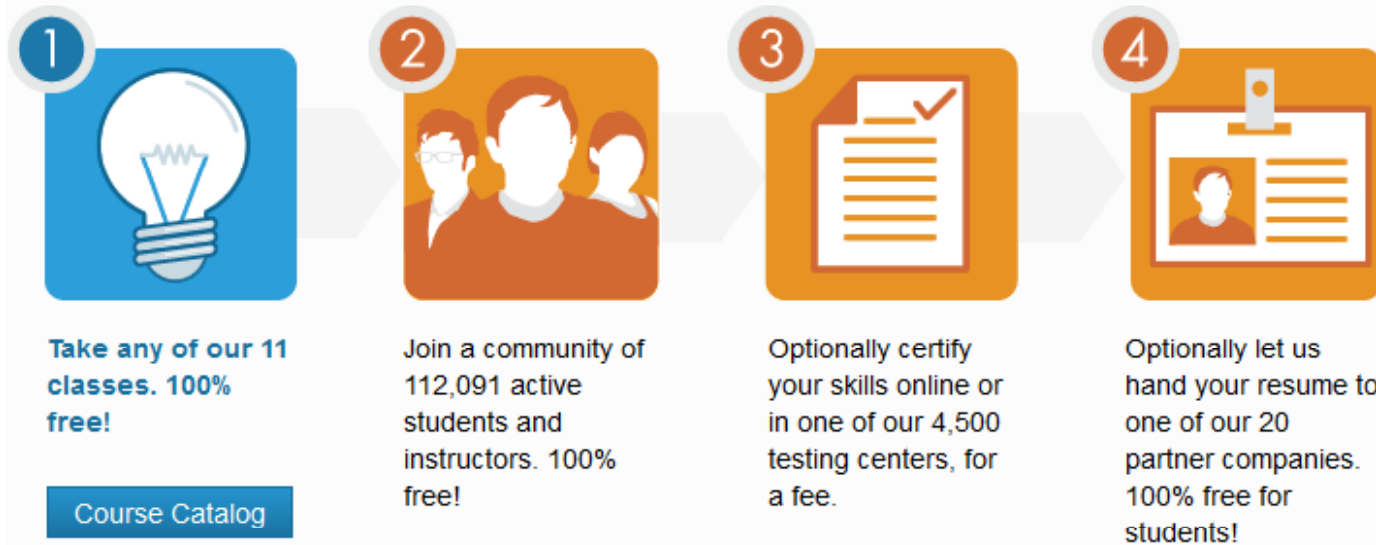 1
Take any of our 11
classes. 100%
free!
Course Catalog
2
Join a community of
112,091 active
students and
instructors. 100%
free!
3
Optionally certify
your skills online or
in one of our 4,500
testing centers, for
a fee.
4
Optionally let us
hand your resume to
one of our 20
partner companies.
100% free for
students!